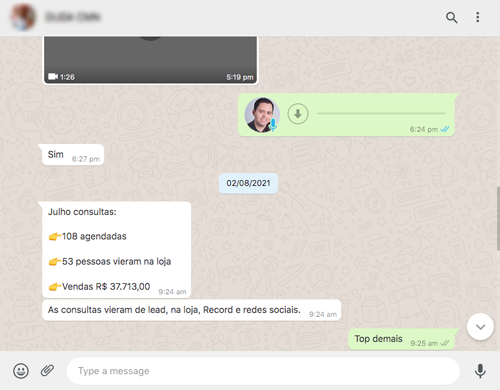 1:26
5:19 pm
6:24 pm
Sim
6:27 pm
02/08/2021
Julho consultas:
👉108 agendadas
👉53 pessoas vieram na loja
👉Vendas R$ 37.713,00
9:24 am
As consultas vieram de lead, na loja, Record e redes sociais.
9:24 am
Top demais
9:25 am
Type a message